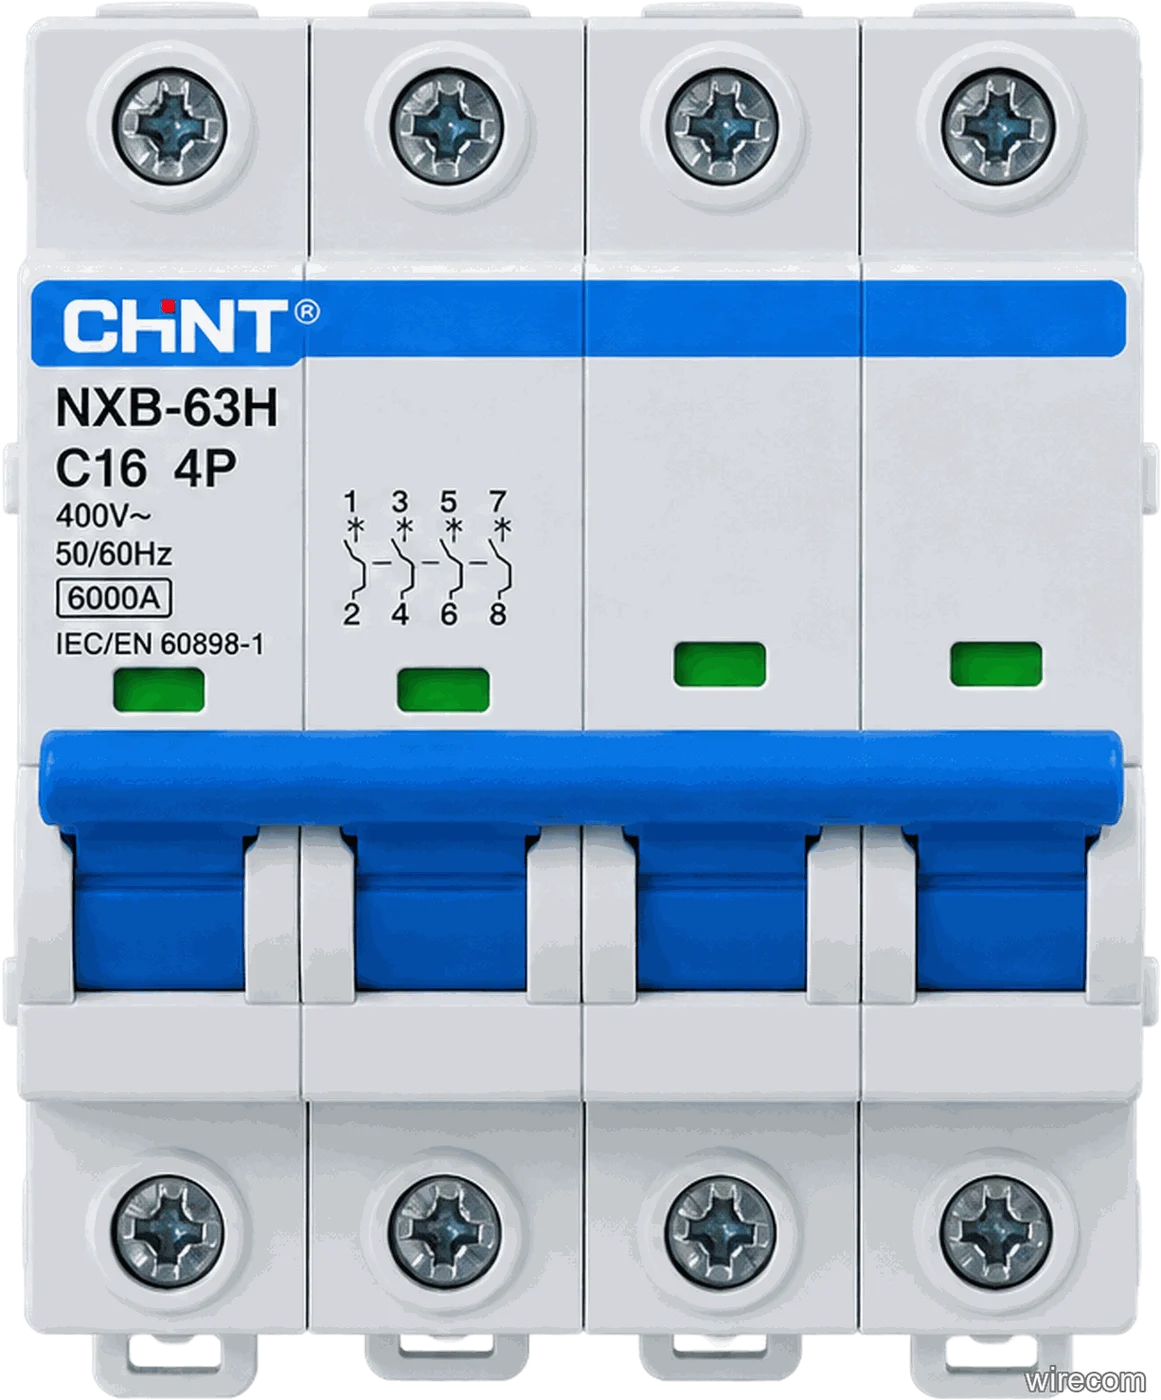 CHNT®
NXB-63H
C16 4P
400V~
50/60Hz
6000A
IEC/EN 60898-1
1 3 5 7
2 4 6 8
wirecom